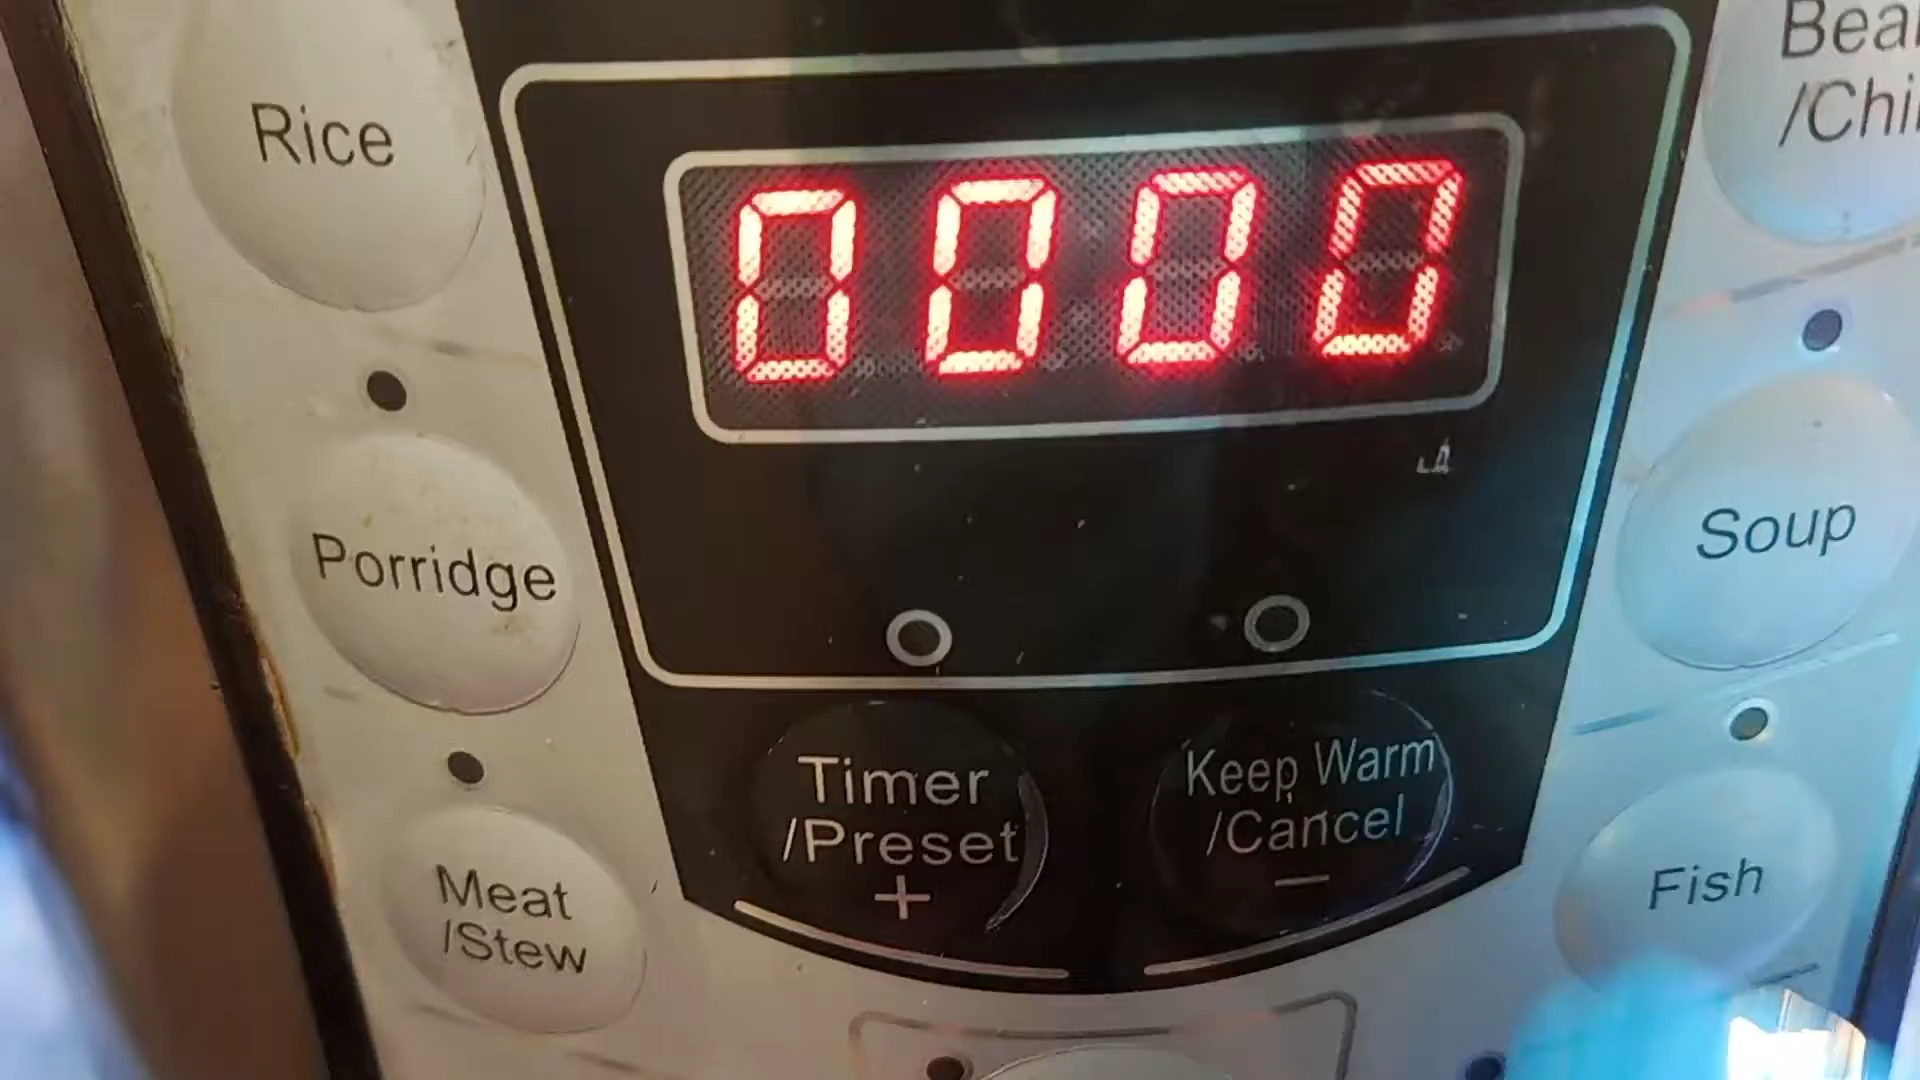 Rice
Bea
/Chi
0000
Porridge
Soup
Timer
/Preset
+
Keep Warm
/Cancel
−
Meat
/Stew
Fish